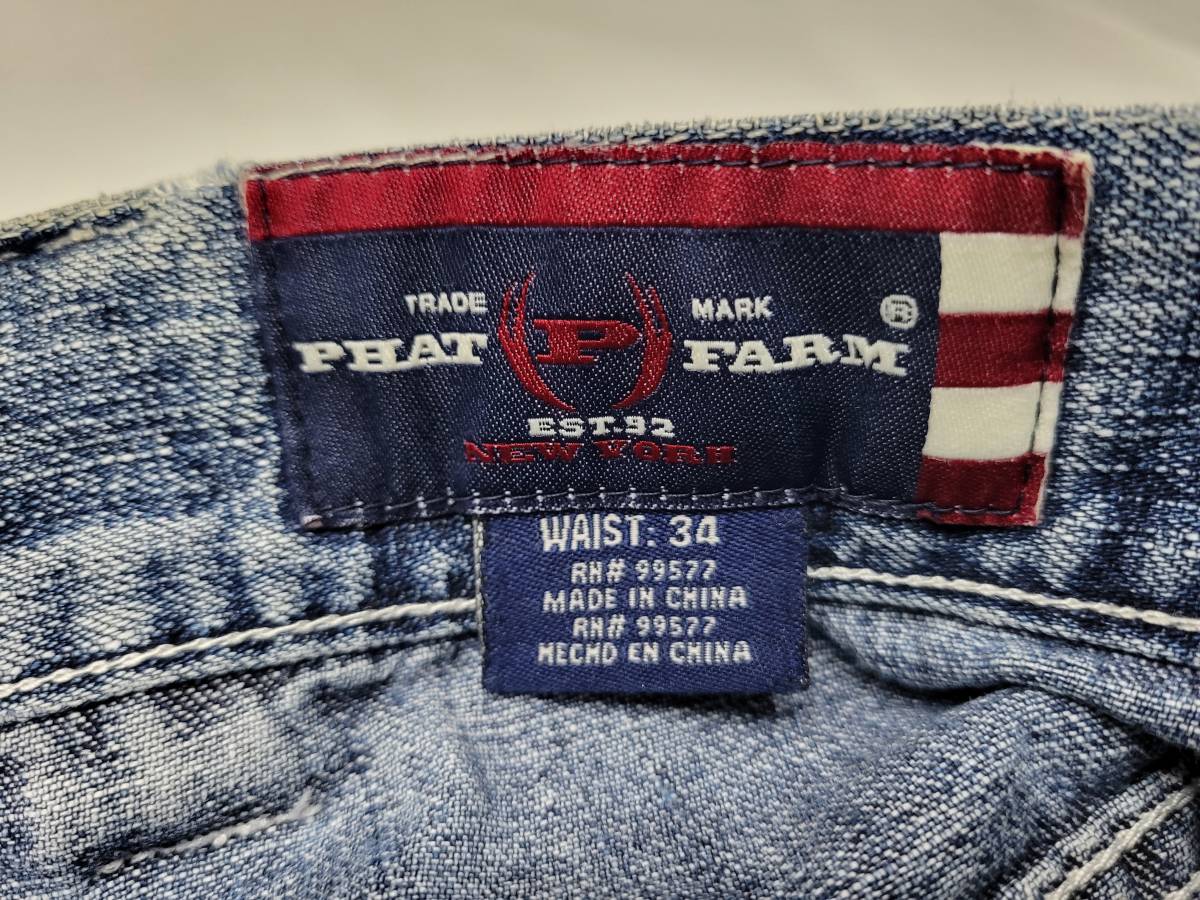 TRADE MARK
PHAT P FARM ®
EST. 92
NEW YORK
WAIST: 34
RN# 99577
MADE IN CHINA
RN# 99577
HECHO EN CHINA